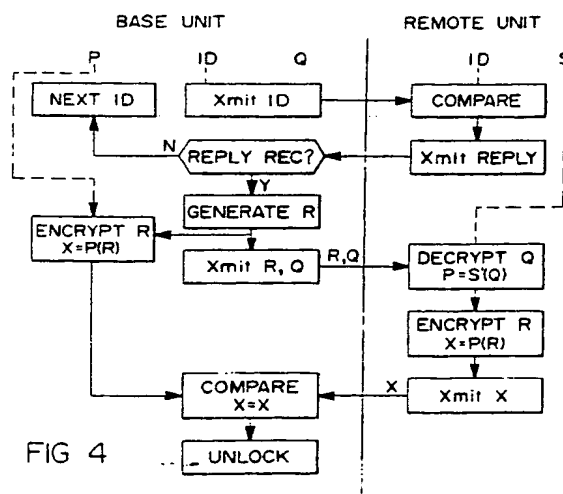 BASE UNIT
REMOTE UNIT
P
ID
Q
ID
S
NEXT ID
Xmit ID
COMPARE
N
REPLY REC?
Xmit REPLY
Y
GENERATE R
ENCRYPT R
X=P(R)
Xmit R, Q
R,Q
DECRYPT Q
P=S'(Q)
ENCRYPT R
X=P(R)
COMPARE
X=X
X
Xmit X
UNLOCK
FIG 4